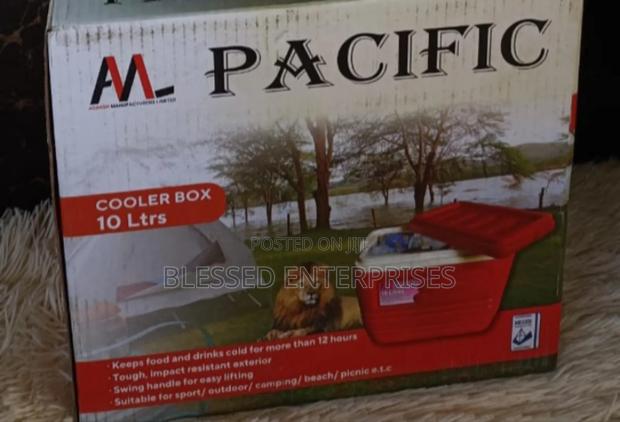 PACIFIC
AML
COOLER BOX
10 Ltrs
POSTED ON JIJI
BLESSED ENTERPRISES
· Keeps food and drinks cold for more than 12 hours
· Tough, impact resistant exterior
· Swing handle for easy lifting
· Suitable for sport/ outdoor/ camping/ beach/ picnic e.t.c